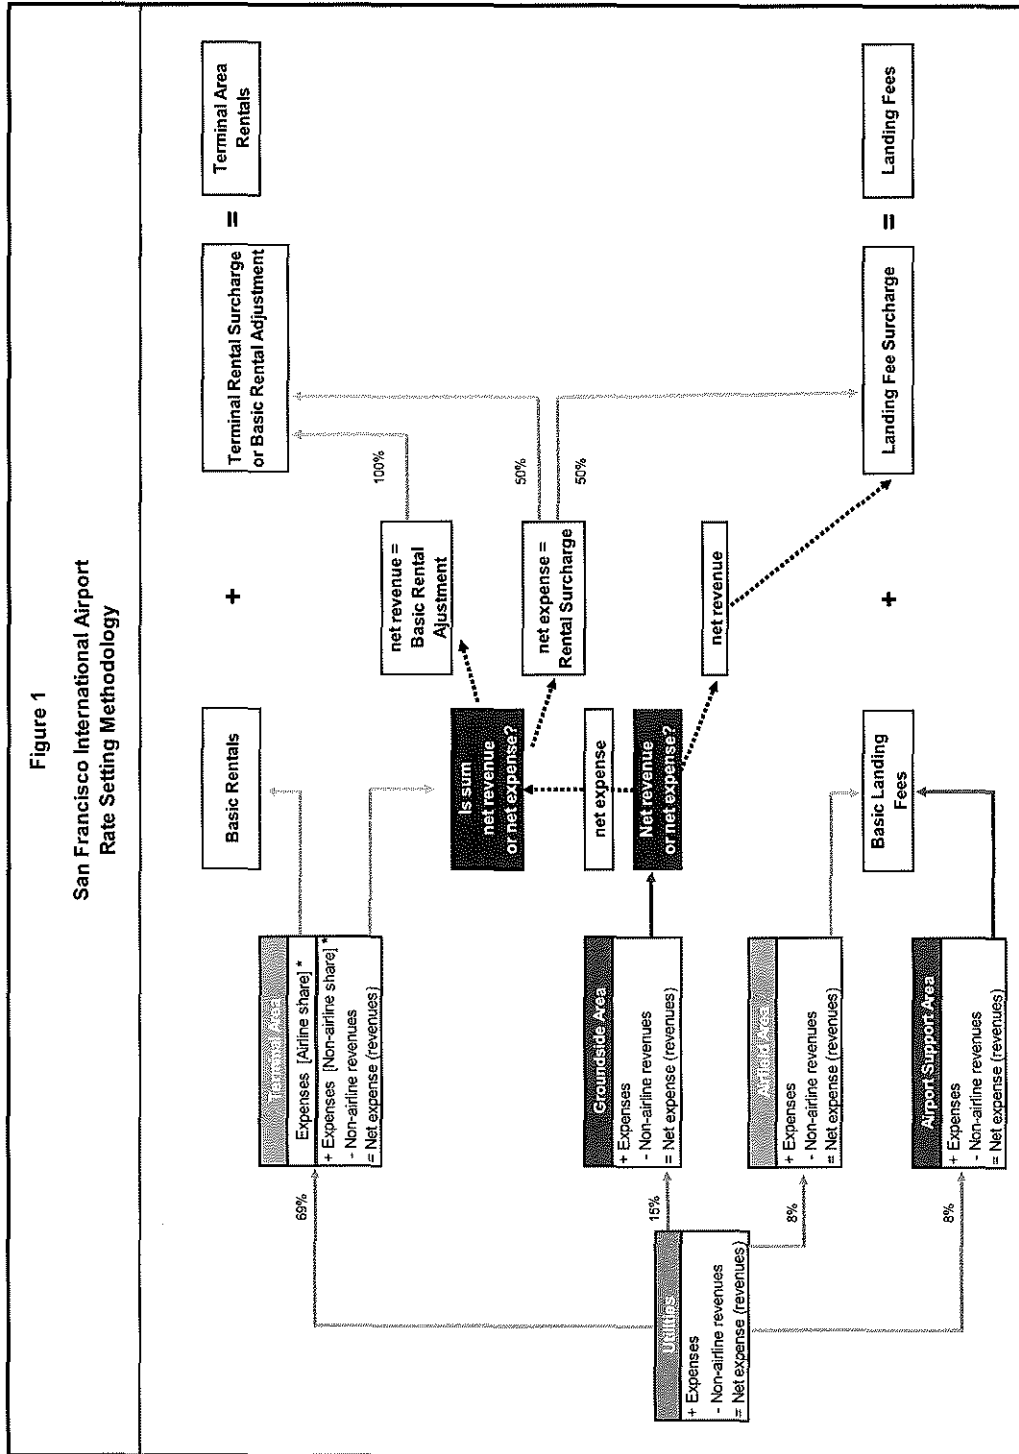 Figure 1
San Francisco International Airport
Rate Setting Methodology
Utilities
+ Expenses
- Non-airline revenues
= Net expense (revenues)
69%
15%
8%
8%
Terminal Area
Expenses [Airline share] *
+ Expenses [Non-airline share] *
- Non-airline revenues
= Net expense (revenues)
Groundside Area
+ Expenses
- Non-airline revenues
= Net expense (revenues)
Airfield Area
+ Expenses
- Non-airline revenues
= Net expense (revenues)
Airport Support Area
+ Expenses
- Non-airline revenues
= Net expense (revenues)
Basic Rentals
Is sum
net revenue
or net expense?
net expense
Net revenue
or net expense?
Basic Landing
Fees
+
net revenue =
Basic Rental
Ajustment
net expense =
Rental Surcharge
net revenue
+
100%
50%
50%
Terminal Rental Surcharge
or Basic Rental Adjustment
Landing Fee Surcharge
=
=
Terminal Area
Rentals
Landing Fees